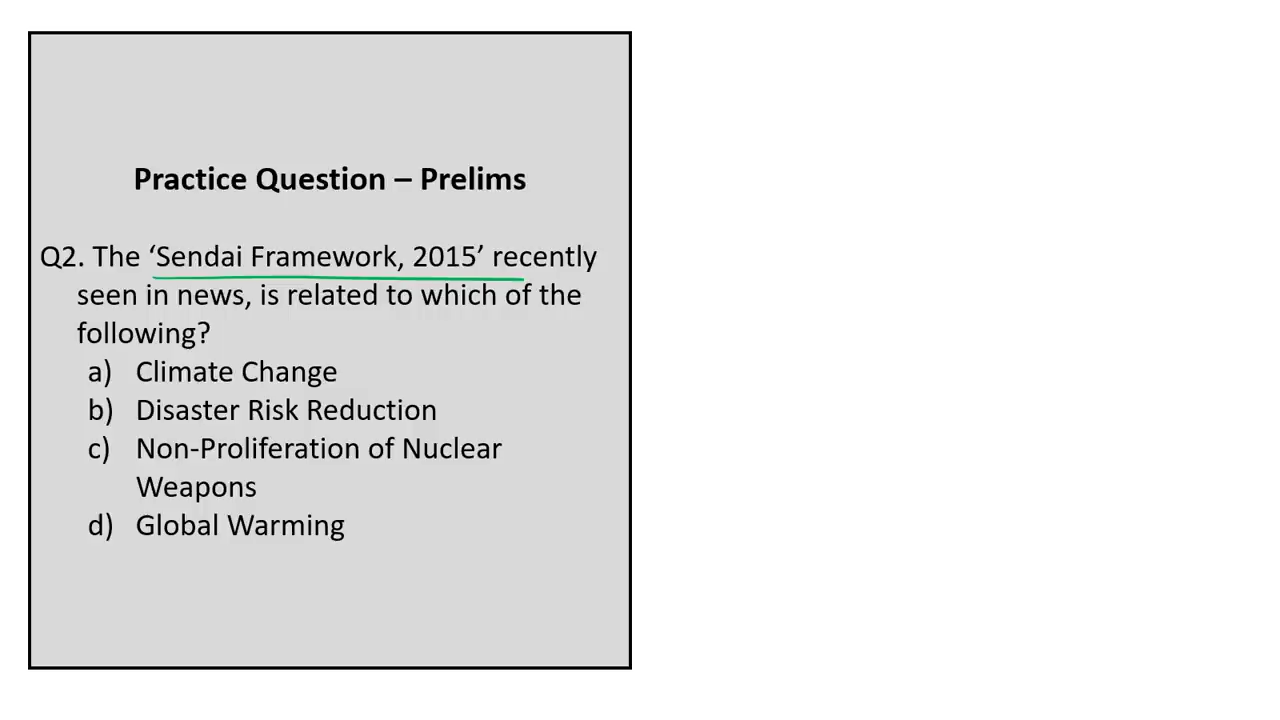 Practice Question – Prelims
Q2. The ‘Sendai Framework, 2015’ recently
seen in news, is related to which of the
following?
a) Climate Change
b) Disaster Risk Reduction
c) Non-Proliferation of Nuclear
Weapons
d) Global Warming